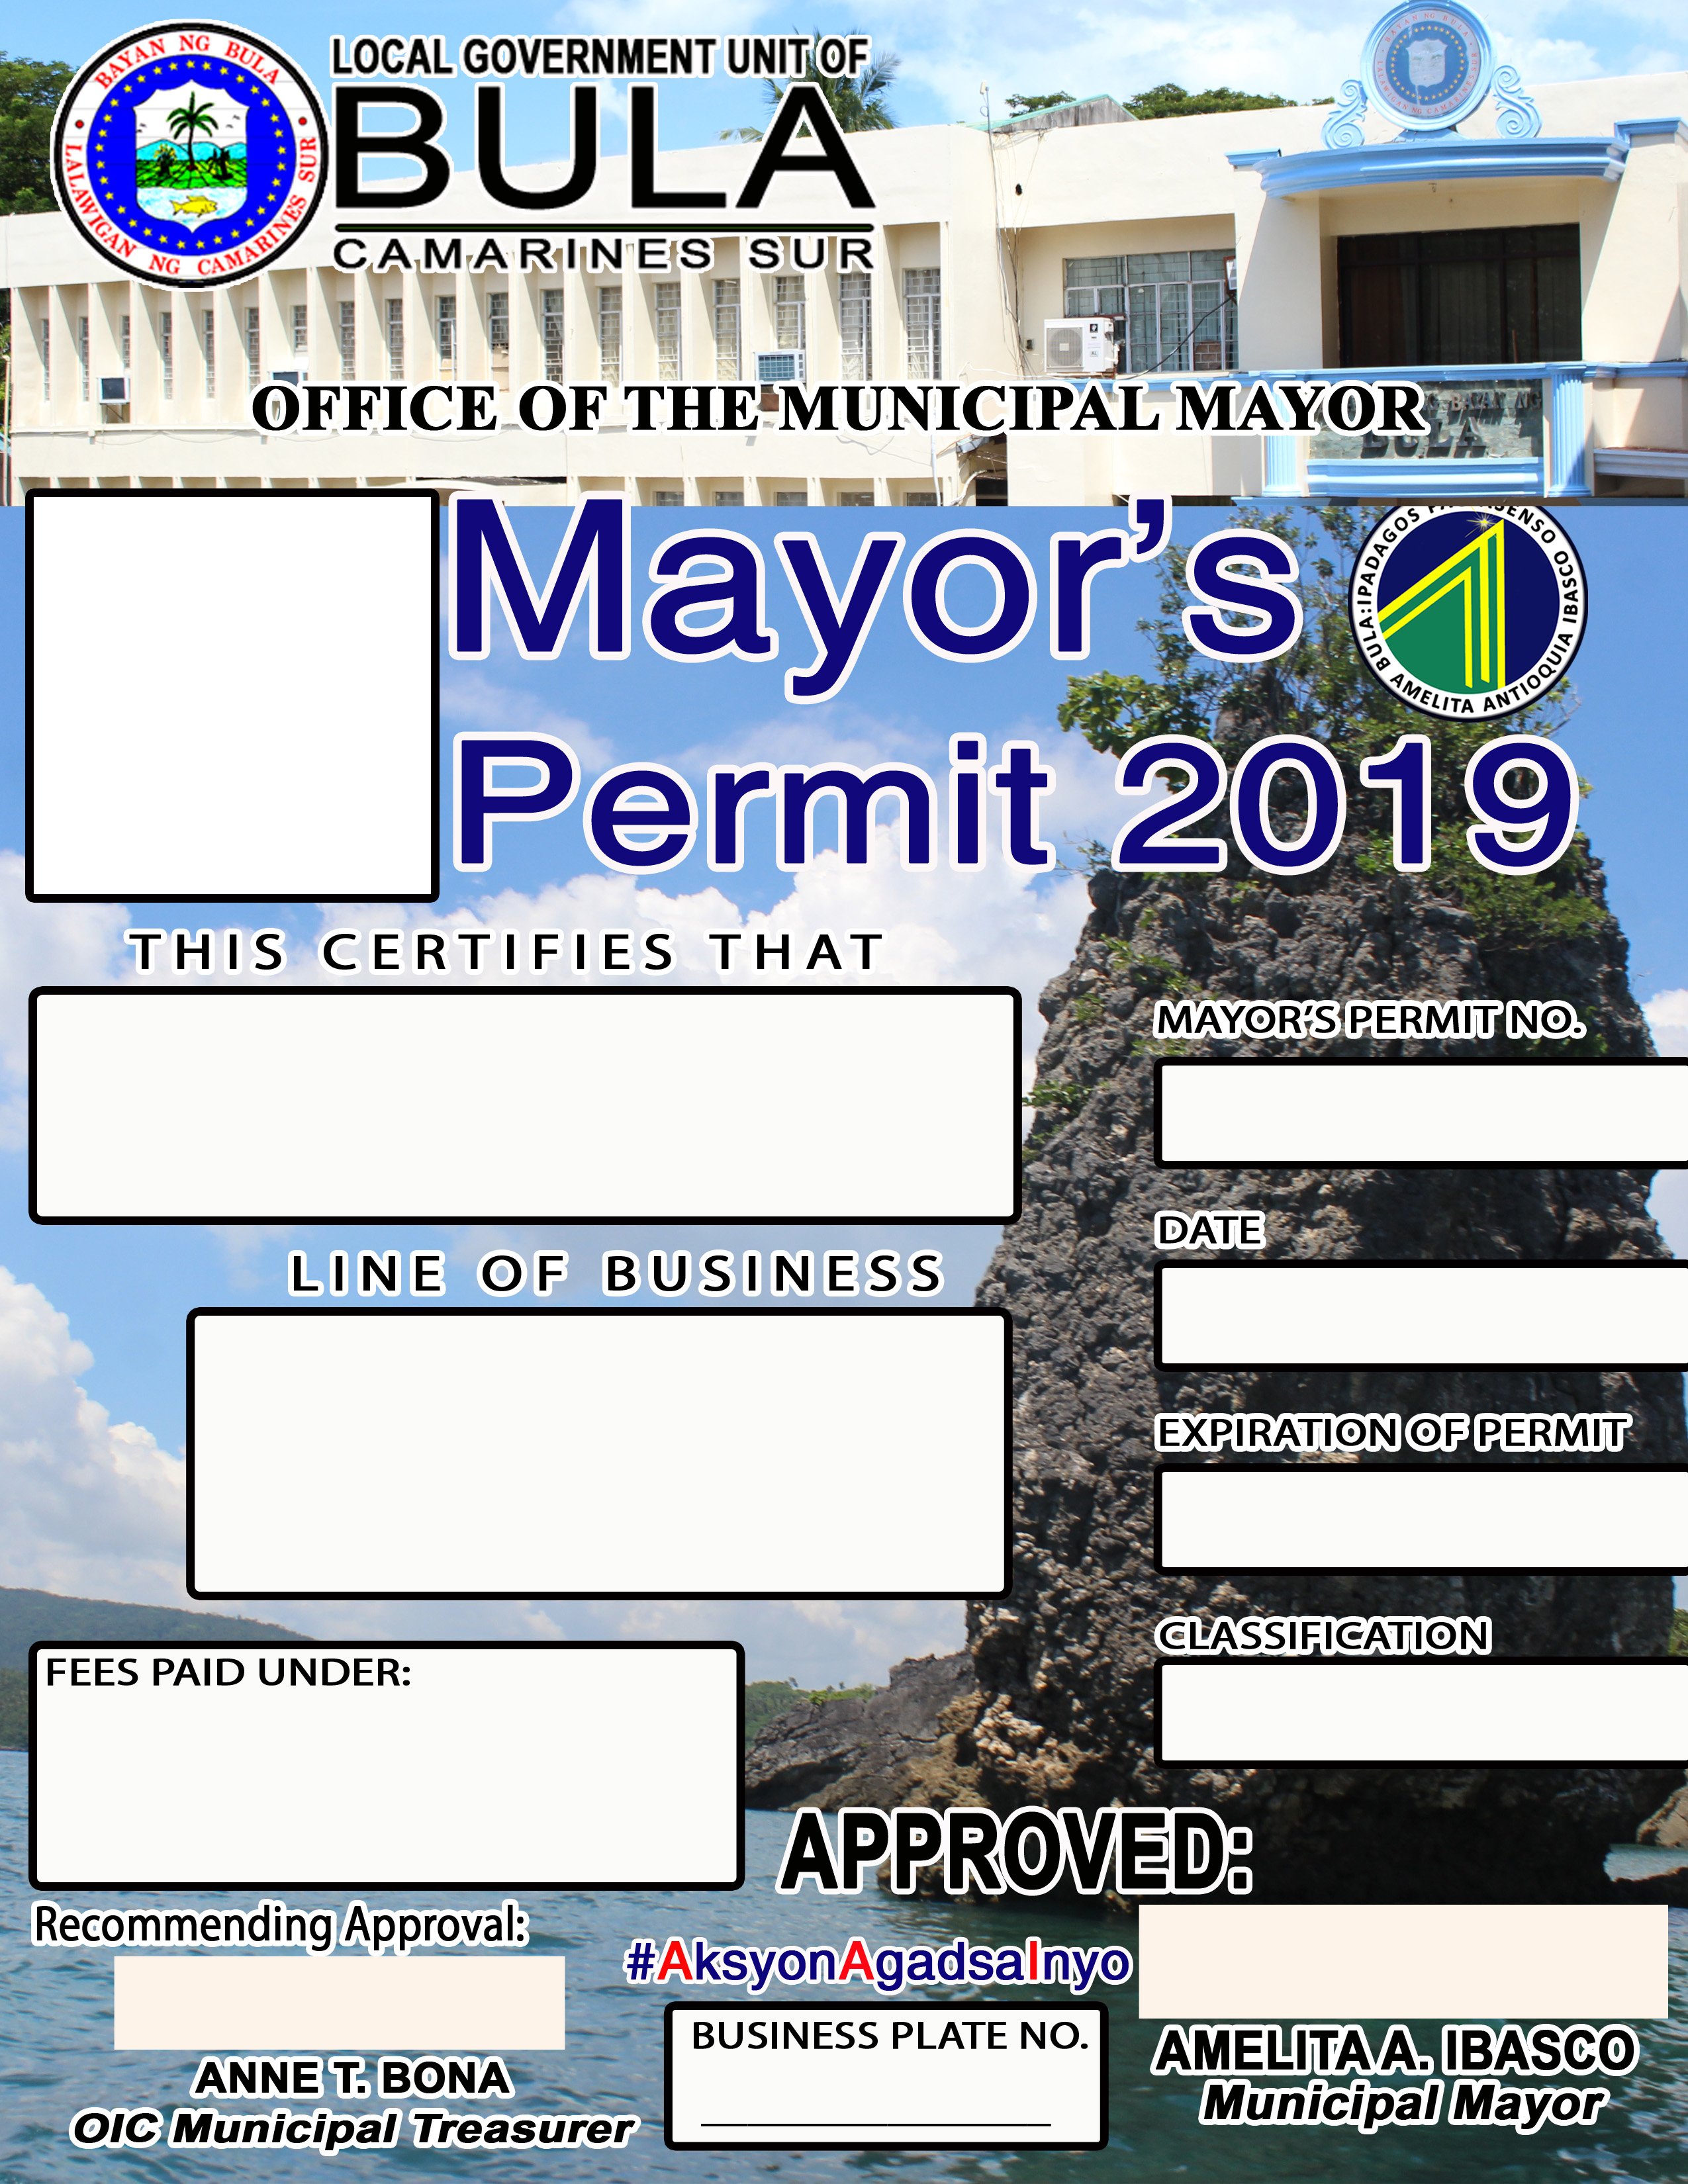 BAYAN NG BULA
LALAWIGAN NG CAMARINES SUR
LOCAL GOVERNMENT UNIT OF
BULA
CAMARINES SUR
OFFICE OF THE MUNICIPAL MAYOR
BAYAN NG
BULA
Mayor's
BULA: IPADAGOS
AMELITA ANTIOQUIA IBASCO
Permit 2019
THIS CERTIFIES THAT
MAYOR'S PERMIT NO.
DATE
LINE OF BUSINESS
EXPIRATION OF PERMIT
CLASSIFICATION
FEES PAID UNDER:
APPROVED:
Recommending Approval:
#AksyonAgadsaInyo
BUSINESS PLATE NO.
ANNE T. BONA
OIC Municipal Treasurer
AMELITA A. IBASCO
Municipal Mayor